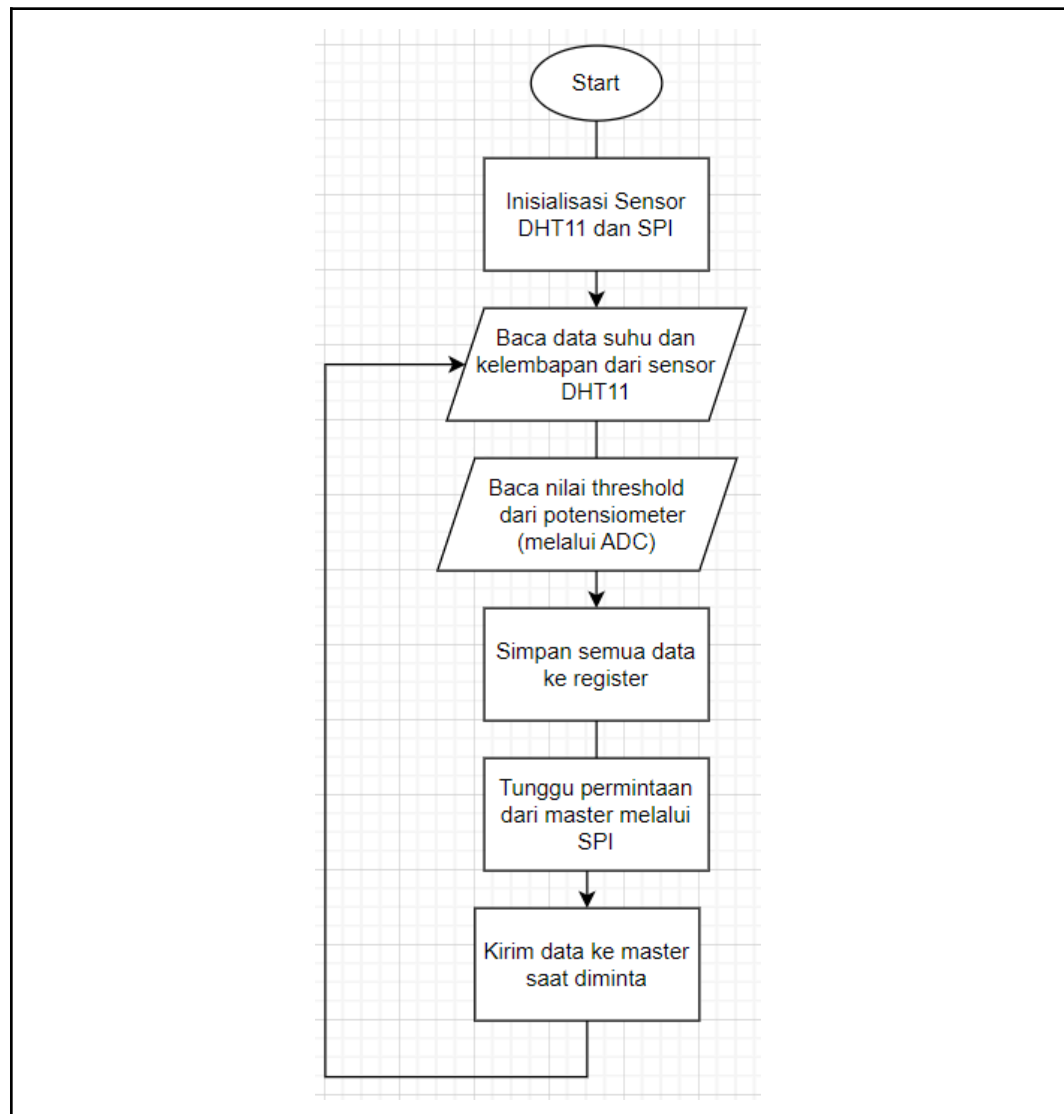 Start
Inisialisasi Sensor
DHT11 dan SPI
Baca data suhu dan
kelembapan dari sensor
DHT11
Baca nilai threshold
dari potensiometer
(melalui ADC)
Simpan semua data
ke register
Tunggu permintaan
dari master melalui
SPI
Kirim data ke master
saat diminta